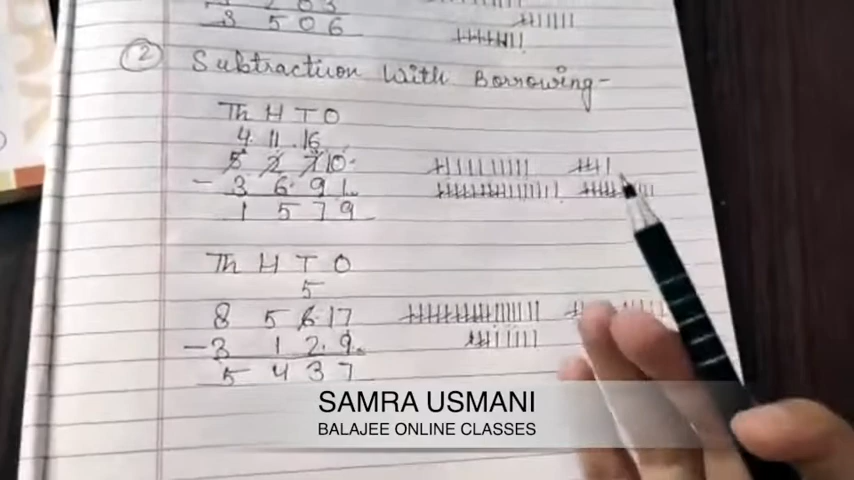 3 5 0 6
2 Subtraction With Borrowing-
Th H T O
4 11 16
5 2 7 10
- 3 6 9 1
1 5 7 9
Th H T O
5
8 5 6 17
- 3 1 2 9
5 4 3 7
SAMRA USMANI
BALAJEE ONLINE CLASSES